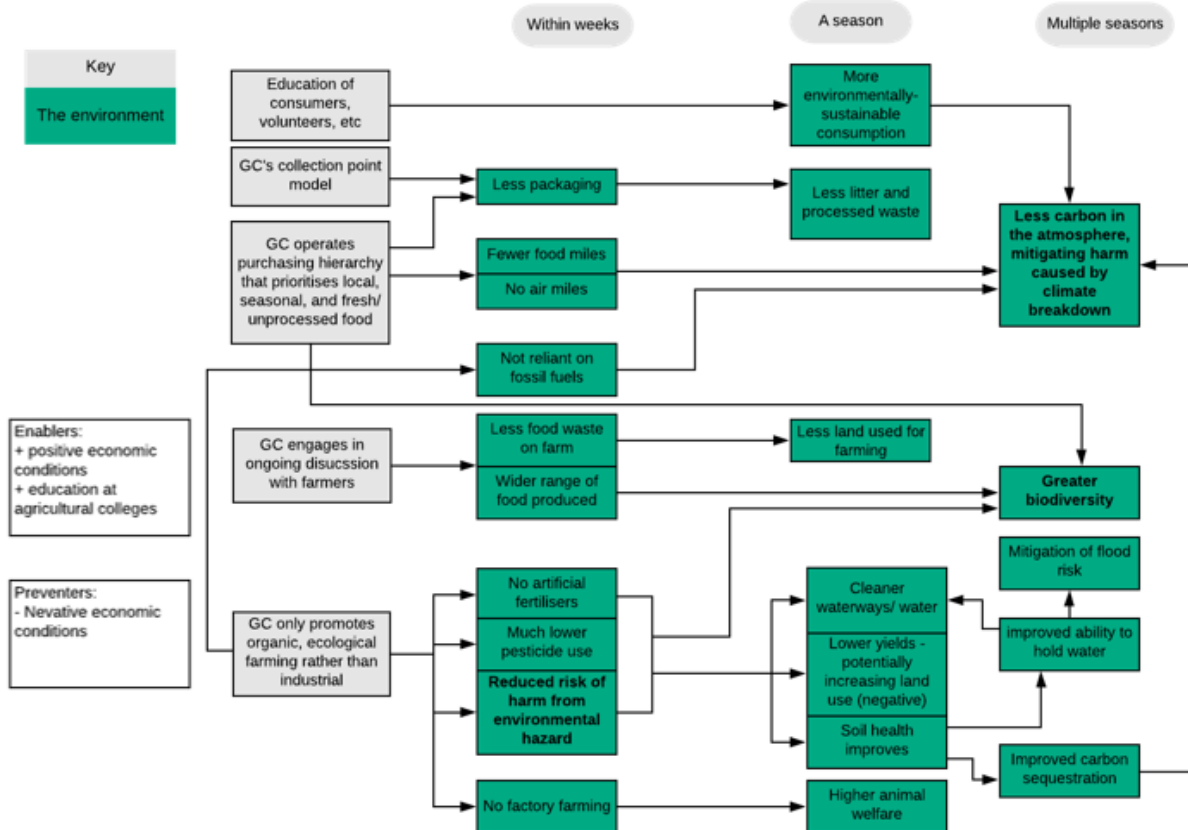 Within weeks
A season
Multiple seasons
Key
The environment
Education of
consumers,
volunteers, etc
More
environmentally-
sustainable
consumption
GC's collection point
model
Less packaging
Less litter and
processed waste
GC operates
purchasing hierarchy
that prioritises local,
seasonal, and fresh/
unprocessed food
Fewer food miles
No air miles
Less carbon in
the atmosphere,
mitigating harm
caused by
climate
breakdown
Not reliant on
fossil fuels
Enablers:
+ positive economic
conditions
+ education at
agricultural colleges
GC engages in
ongoing disucssion
with farmers
Less food waste
on farm
Wider range of
food produced
Less land used for
farming
Greater
biodiversity
Preventers:
- Nevative economic
conditions
GC only promotes
organic, ecological
farming rather than
industrial
No artificial
fertilisers
Much lower
pesticide use
Reduced risk of
harm from
environmental
hazard
Cleaner
waterways/ water
Lower yields -
potentially
increasing land
use (negative)
Soil health
improves
Mitigation of flood
risk
improved ability to
hold water
Improved carbon
sequestration
No factory farming
Higher animal
welfare